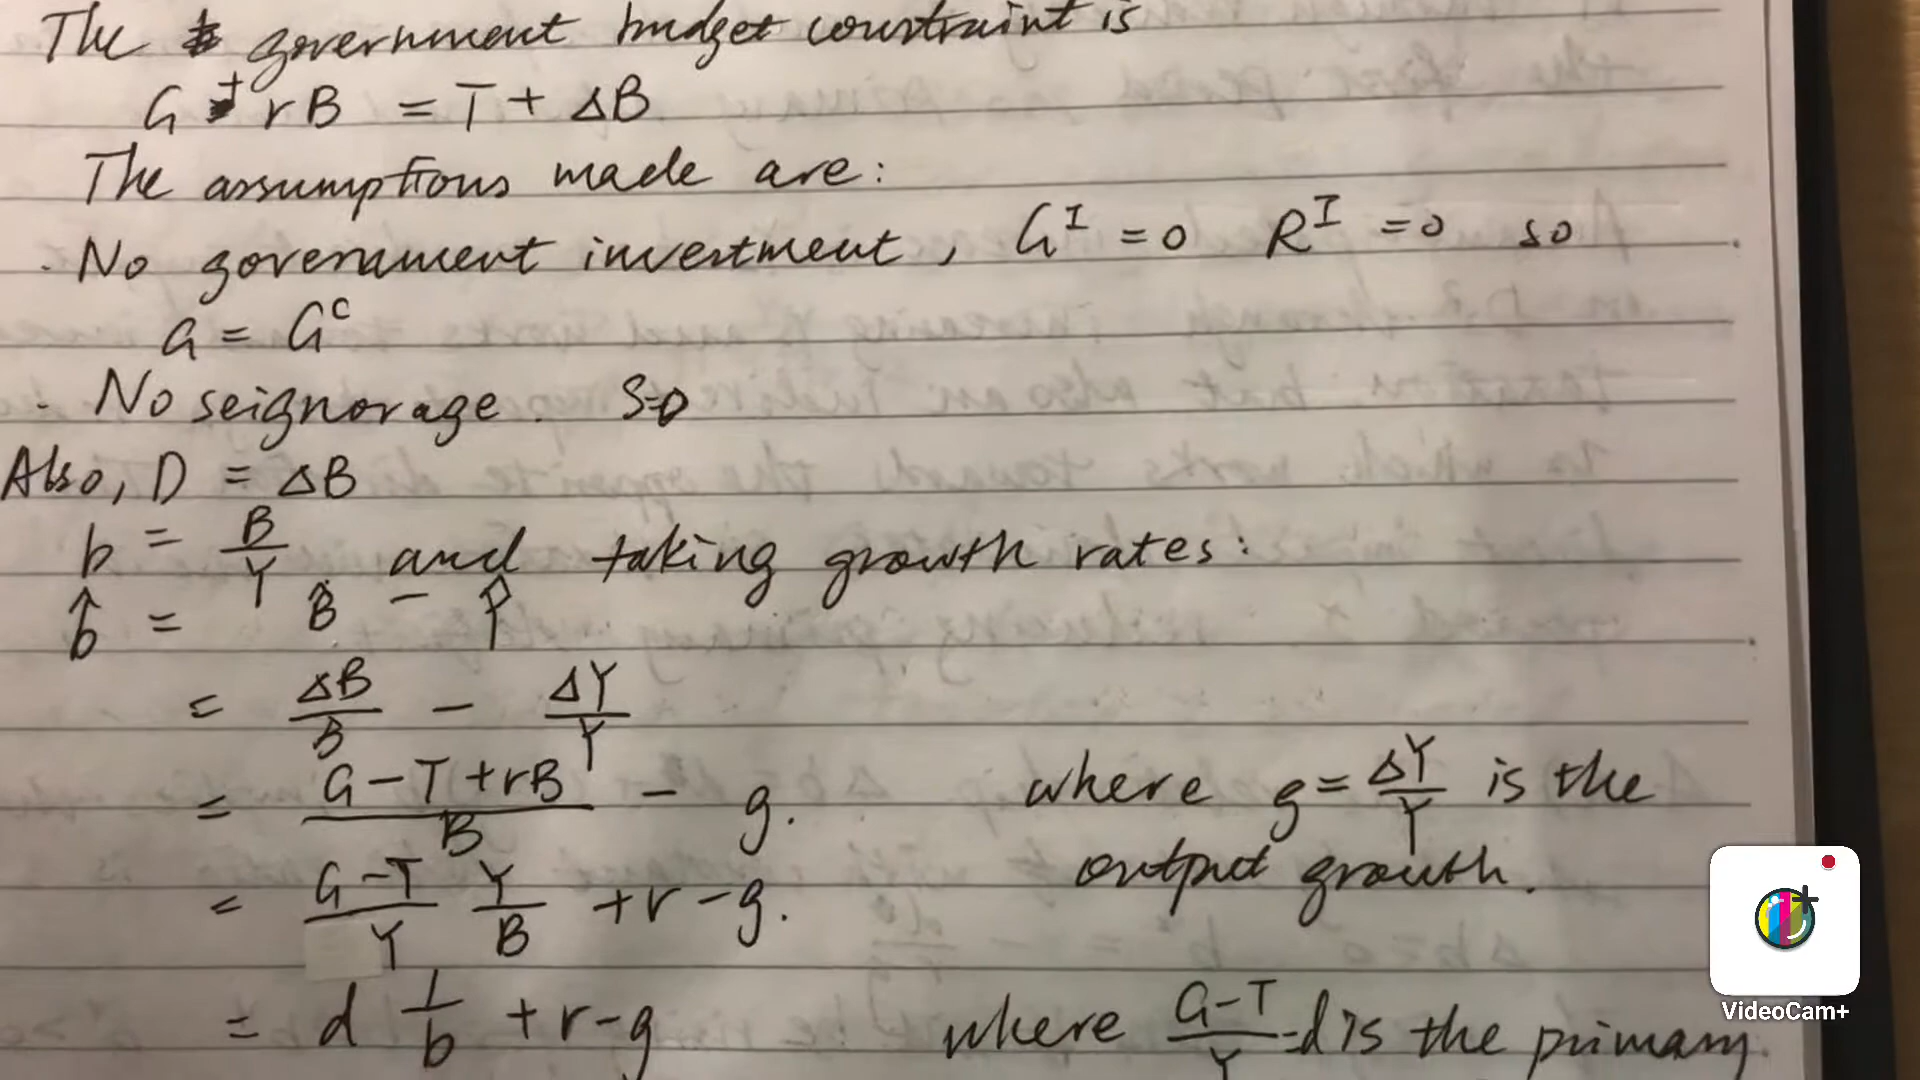 The government budget constraint is
G + rB = T + ΔB
The assumptions made are:
- No goverenament investment, G^I = 0 R^I = 0 so
G = G^c
- No seignorage. S=0
Also, D = ΔB
b = B/Y and taking growth rates:
b̂ = B̂ - Ŷ
= ΔB/B - ΔY/Y
= (G-T+rB)/B - g. where g = ΔY/Y is the
output growth.
= (G-T)/Y Y/B + r - g.
= d 1/b + r - g where (G-T)/Y = d is the primary
VideoCam+